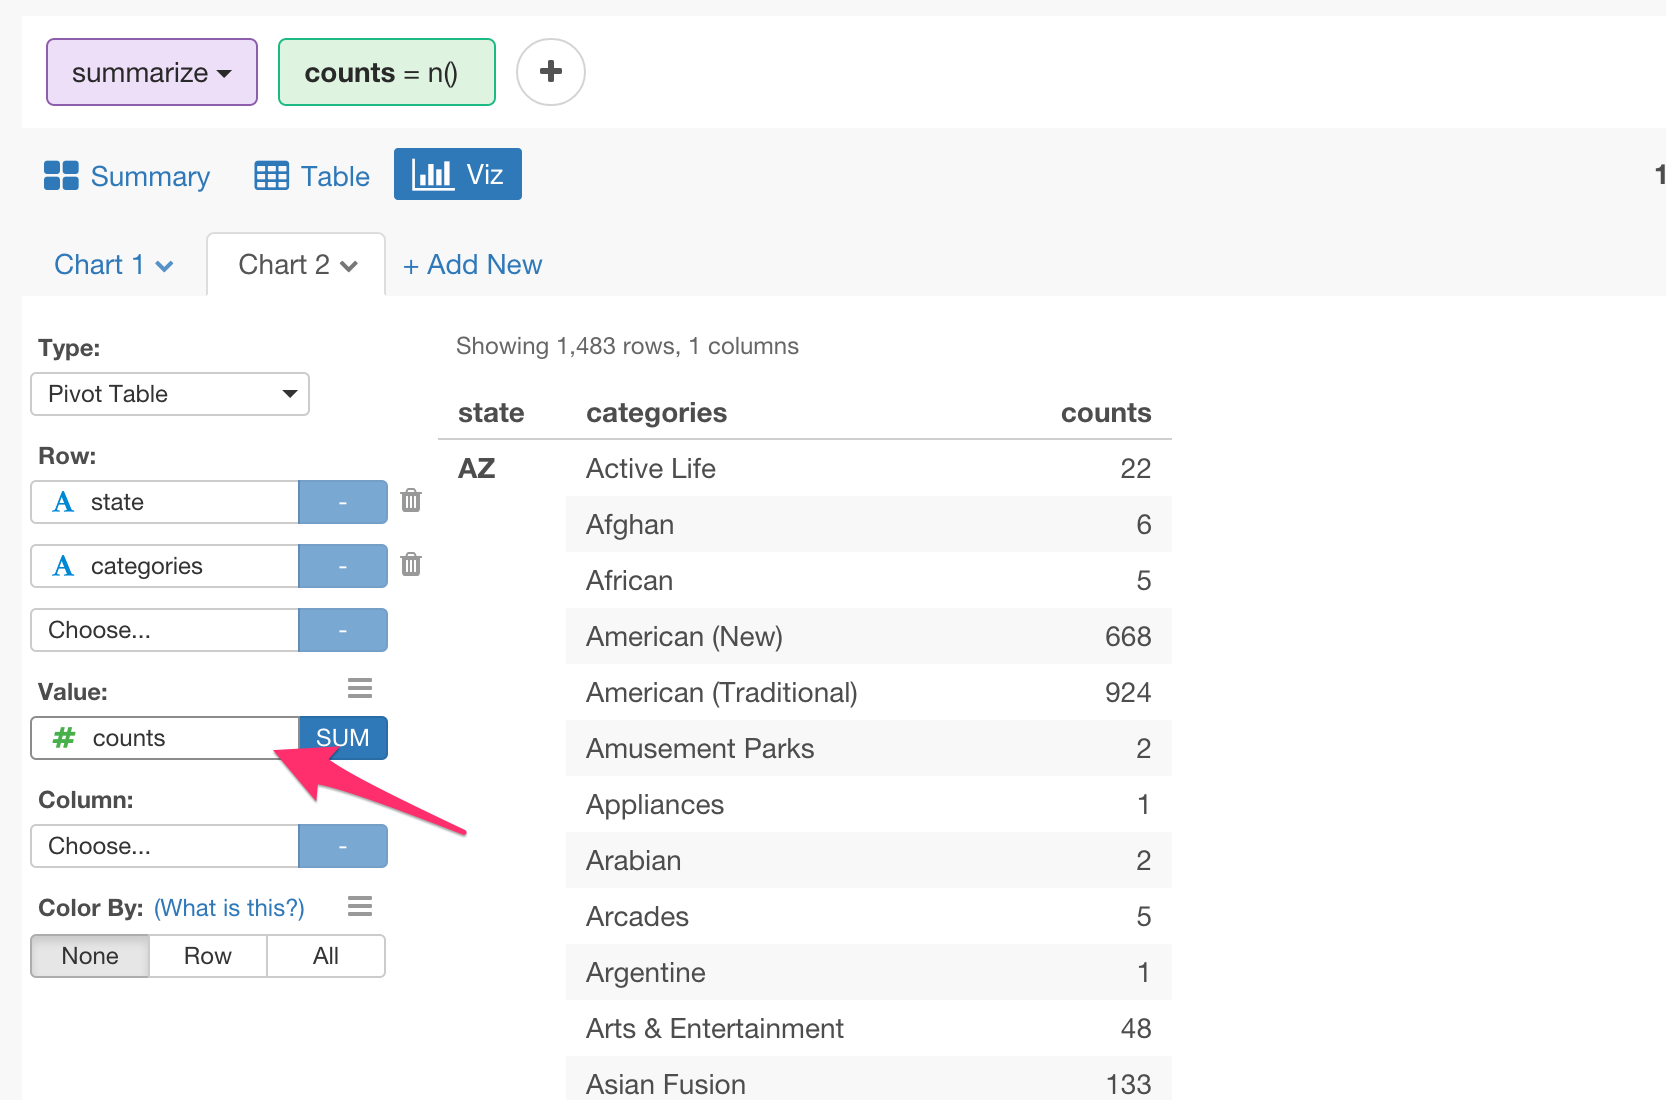 summarize counts = n()
Summary Table Viz 1
Chart 1 Chart 2 + Add New
Type:
Pivot Table
Row:
A state -
A categories -
Choose... -
Value:
# counts SUM
Column:
Choose... -
Color By: (What is this?)
None Row All
Showing 1,483 rows, 1 columns
state categories counts
AZ Active Life 22
Afghan 6
African 5
American (New) 668
American (Traditional) 924
Amusement Parks 2
Appliances 1
Arabian 2
Arcades 5
Argentine 1
Arts & Entertainment 48
Asian Fusion 133